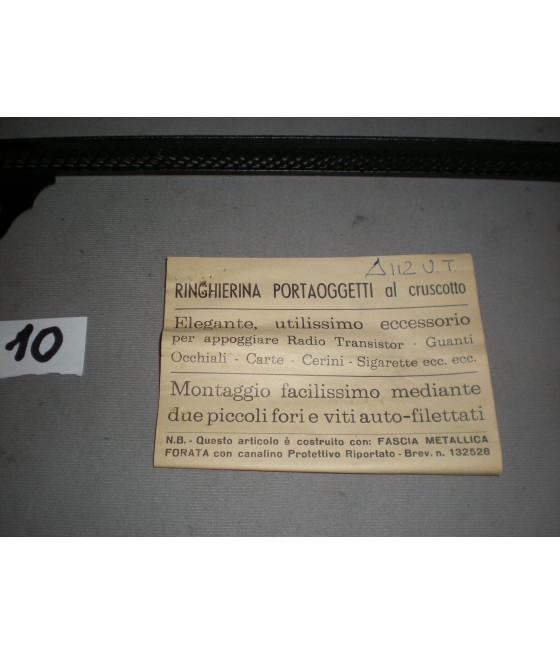 A112 U.T.
RINGHIERINA PORTAOGGETTI al cruscotto
Elegante, utilissimo eccessorio
per appoggiare Radio Transistor - Guanti
Occhiali - Carte - Cerini - Sigarette ecc. ecc.
Montaggio facilissimo mediante
due piccoli fori e viti auto-filettati
N.B. - Questo articolo è costruito con: FASCIA METALLICA
FORATA con canalino Protettivo Riportato - Brev. n. 132528
10